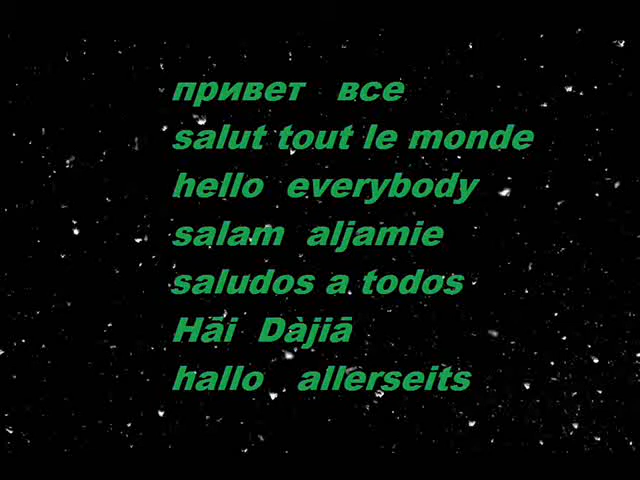 привет все
salut tout le monde
hello everybody
salam aljamie
saludos a todos
Hāi Dàjiā
hallo allerseits